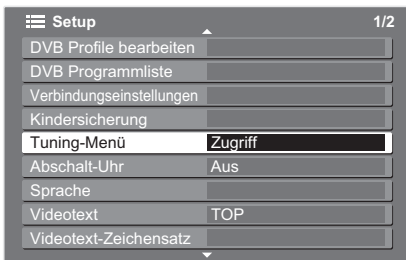 Setup 1/2
DVB Profile bearbeiten
DVB Programmliste
Verbindungseinstellungen
Kindersicherung
Tuning-Menü Zugriff
Abschalt-Uhr Aus
Sprache
Videotext TOP
Videotext-Zeichensatz